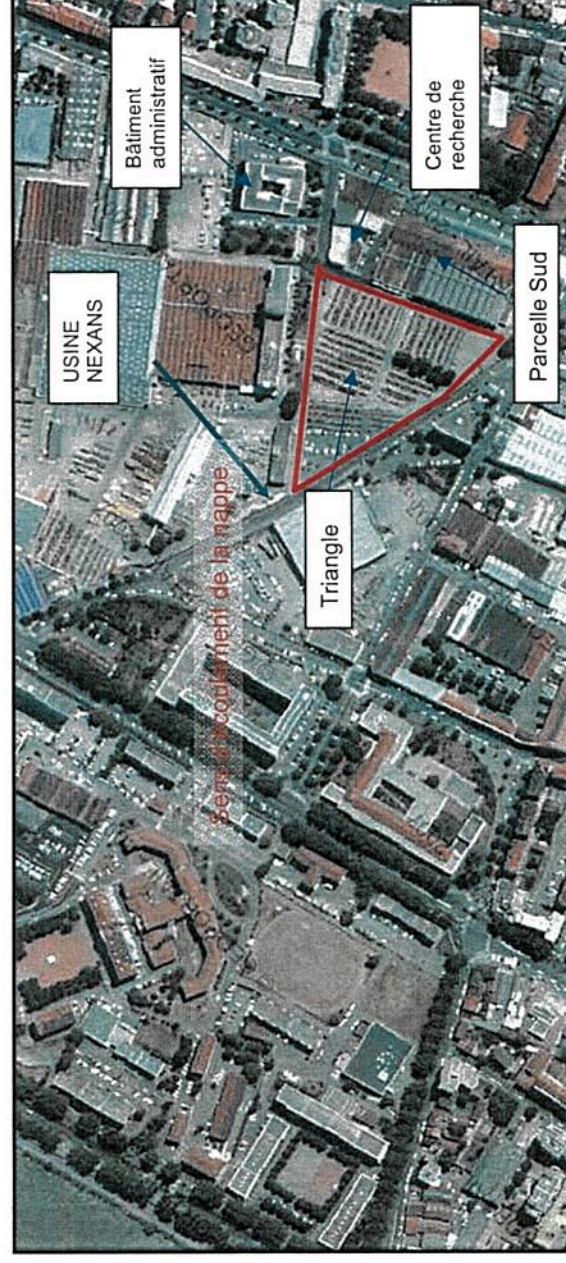 Bâtiment
administratif
USINE
NEXANS
Centre de
recherche
Sens d'écoulement de la nappe
Triangle
Parcelle Sud